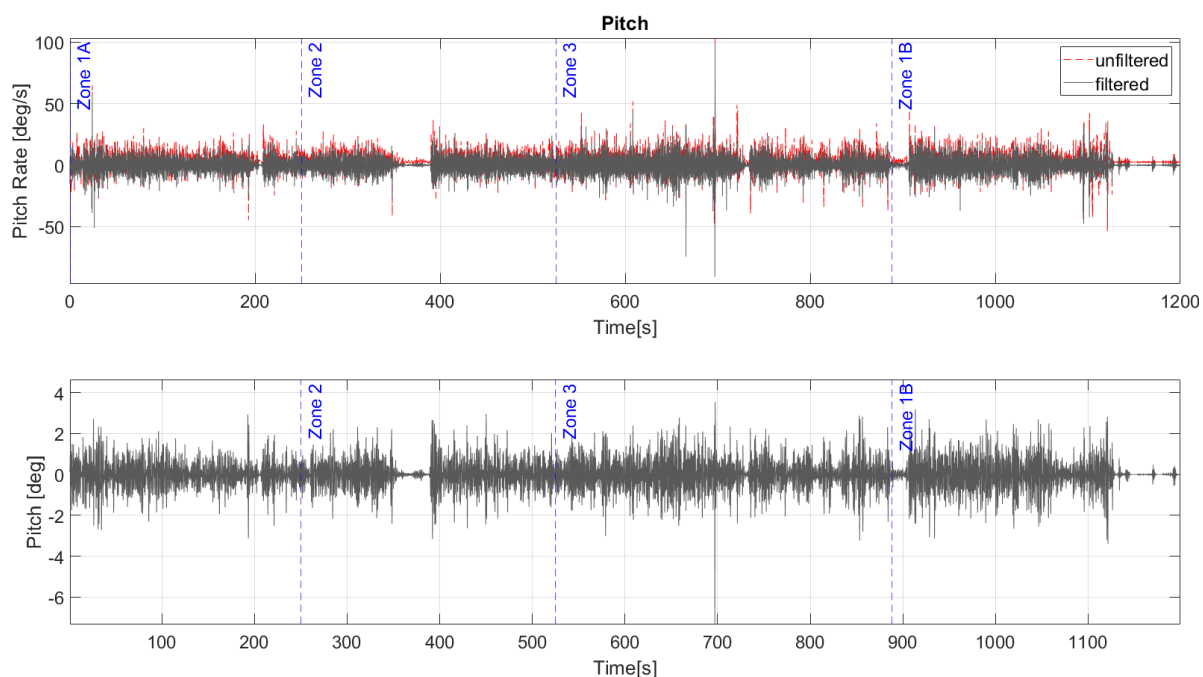 Pitch
Pitch Rate [deg/s]
100
50
0
-50
Zone 1A
Zone 2
Zone 3
Zone 1B
unfiltered
filtered
0
200
400
600
800
1000
1200
Time[s]
Pitch [deg]
4
2
0
-2
-4
-6
Zone 2
Zone 3
Zone 1B
100
200
300
400
500
600
700
800
900
1000
1100
Time[s]